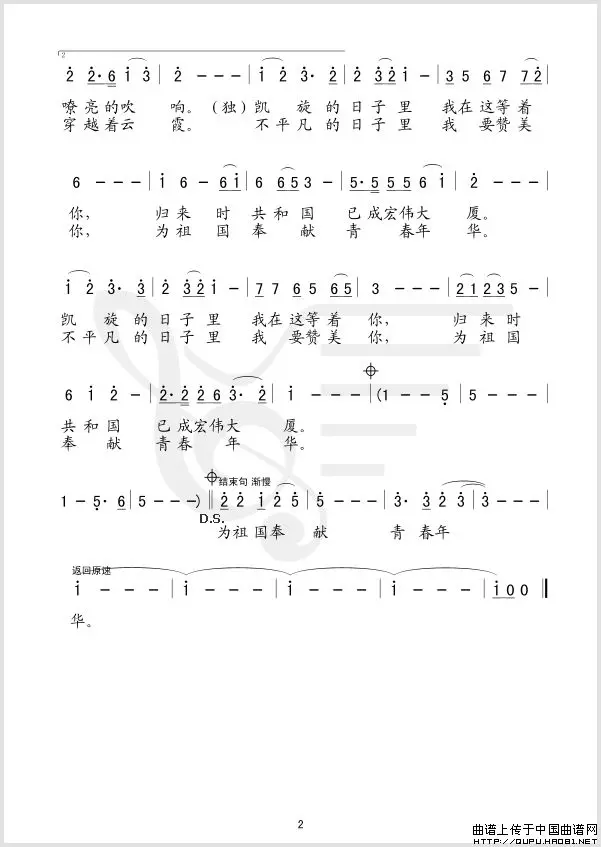 2
2 2·6 1 3 | 2 - - - | 1 2 3· 2 | 2 3 2 1 - | 3 5 6 7 7 2 |
嘹亮的吹 响。（独）凯 旋 的 日子 里 我在这等着
穿越着云 霞。 不平凡 的日子里 我 要赞美
6 - - - | 1 6 - 6 1 | 6 6 5 3 - | 5·5 5 5 6 1 | 2 - - - |
你， 归来 时 共和国 已成宏伟大 厦。
你， 为祖 国奉 献 青 春年 华。
1 2 3·3 | 2 3 2 1 - | 7 7 6 5 6 5 | 3 - - - | 2 1 2 3 5 - |
凯 旋 的日子里 我在这等着 你， 归 来时
不平凡 的日子里 我 要赞美 你， 为 祖国
6 1 2 - | 2·2 2 2 6 3·2 | 1 - - - | (1 - - 5 | 5 - - - |
共和国 已成宏伟大 厦。
奉 献 青春 年 华。
结束句 渐慢
1 - 5·6 | 5 - - -) || 2 2 1 2 5 | 5 - - - | 3·3 2 3 3 | 3 - - - |
D.S.
为祖国奉 献 青春年
返回原速
1 - - - | 1 - - - | 1 - - - | 1 - - - | 1 0 0 ||
华。
2
曲谱上传于中国曲谱网
HTTP://QUPU.HAO81.NET